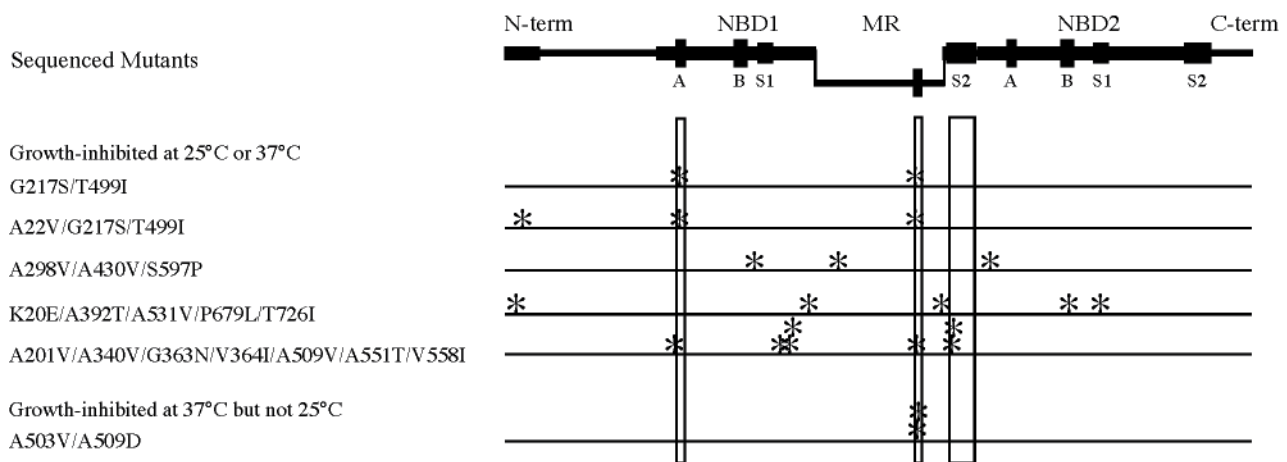 N-term NBD1 MR NBD2 C-term
Sequenced Mutants
A B S1 S2 A B S1 S2
Growth-inhibited at 25°C or 37°C
G217S/T499I
A22V/G217S/T499I
A298V/A430V/S597P
K20E/A392T/A531V/P679L/T726I
A201V/A340V/G363N/V364I/A509V/A551T/V558I
Growth-inhibited at 37°C but not 25°C
A503V/A509D